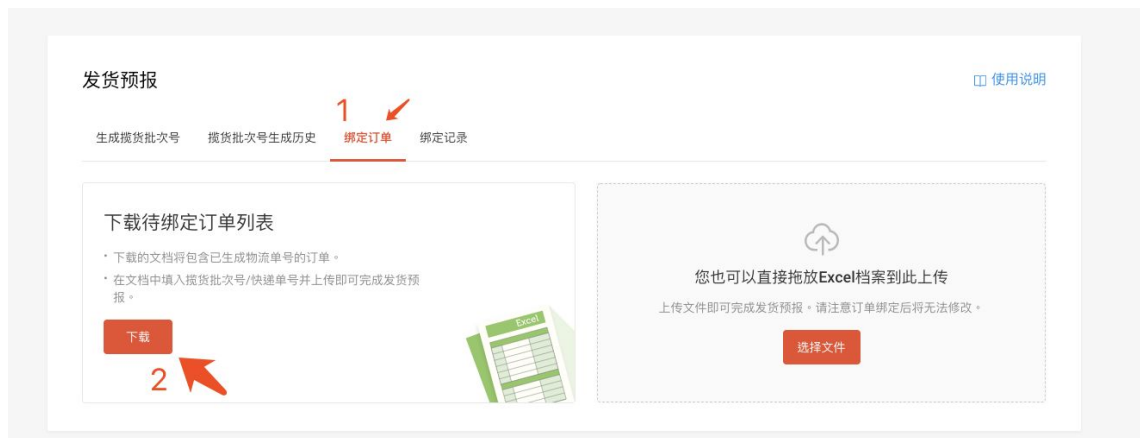 发货预报
使用说明
1
生成揽货批次号 揽货批次号生成历史 绑定订单 绑定记录
下载待绑定订单列表
· 下载的文档将包含已生成物流单号的订单。
· 在文档中填入揽货批次号/快递单号并上传即可完成发货预
报。
下载
2
Excel
您也可以直接拖放Excel档案到此上传
上传文件即可完成发货预报。请注意订单绑定后将无法修改。
选择文件